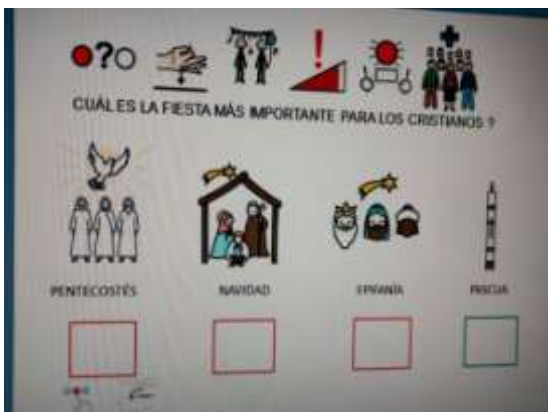 CUÁL ES LA FIESTA MÁS IMPORTANTE PARA LOS CRISTIANOS ?
PENTECOSTÉS NAVIDAD EPIFANÍA PASCUA